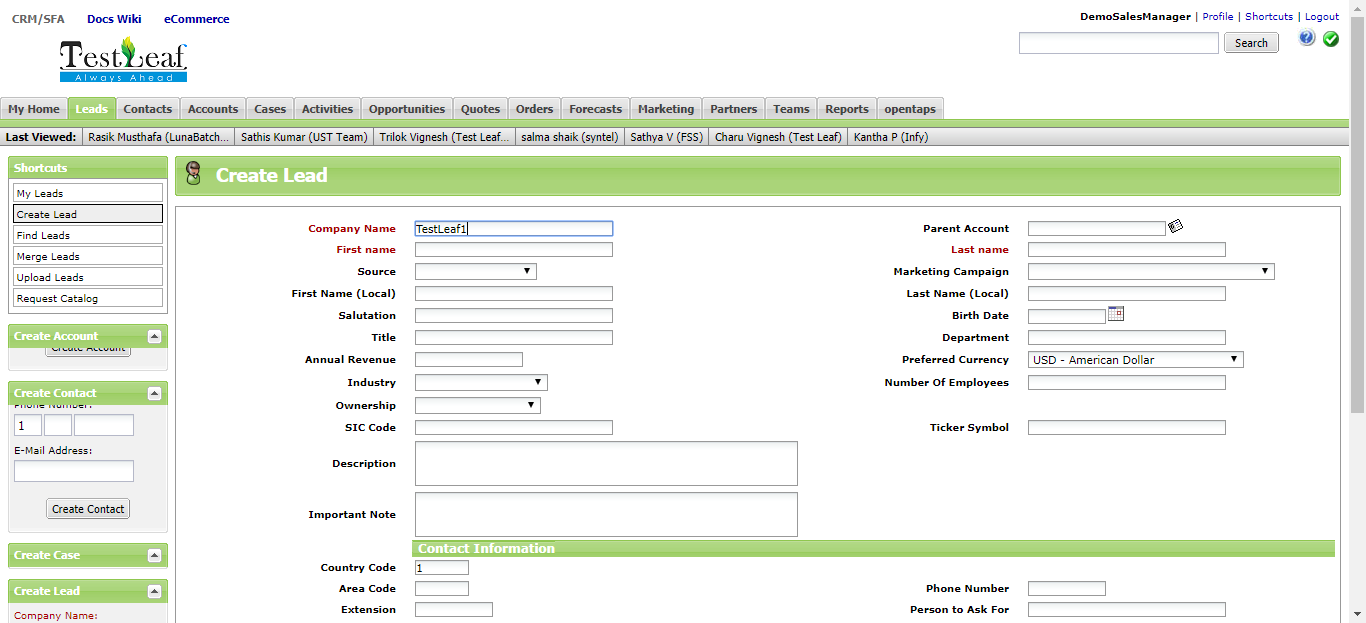 CRM/SFA Docs Wiki eCommerce
DemoSalesManager | Profile | Shortcuts | Logout
TestLeaf
Always Ahead
Search
My Home Leads Contacts Accounts Cases Activities Opportunities Quotes Orders Forecasts Marketing Partners Teams Reports opentaps
Last Viewed: Rasik Musthafa (LunaBatch... Sathis Kumar (UST Team) Trilok Vignesh (Test Leaf... salma shaik (syntel) Sathya V (FSS) Charu Vignesh (Test Leaf) Kantha P (Infy)
Shortcuts
My Leads
Create Lead
Find Leads
Merge Leads
Upload Leads
Request Catalog
Create Account
Create Account
Create Contact
Phone Number:
1
E-Mail Address:
Create Contact
Create Case
Create Lead
Company Name:
Create Lead
Company Name TestLeaf1 Parent Account
First name Last name
Source Marketing Campaign
First Name (Local) Last Name (Local)
Salutation Birth Date
Title Department
Annual Revenue Preferred Currency USD - American Dollar
Industry Number Of Employees
Ownership
SIC Code Ticker Symbol
Description
Important Note
Contact Information
Country Code 1
Area Code Phone Number
Extension Person to Ask For